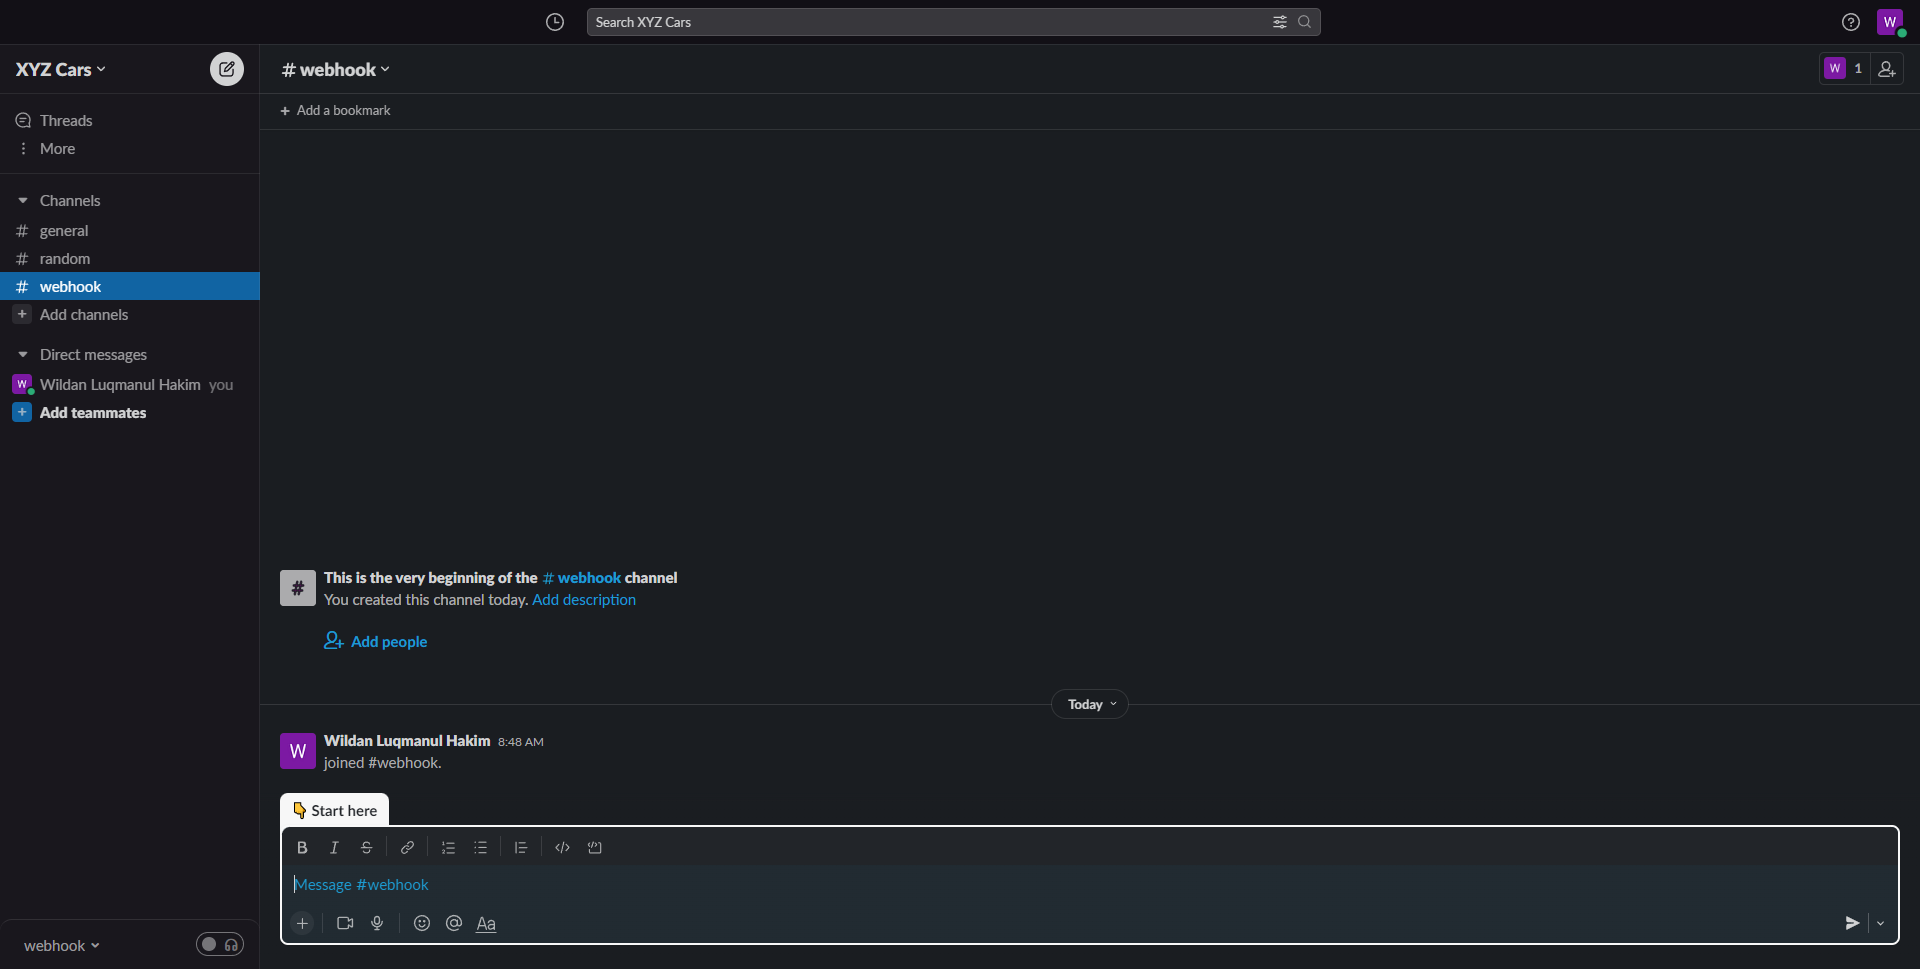 Search XYZ Cars
W
XYZ Cars
# webhook
W 1
+ Add a bookmark
Threads
More
Channels
# general
# random
# webhook
+ Add channels
Direct messages
W Wildan Luqmanul Hakim you
+ Add teammates
# This is the very beginning of the # webhook channel
You created this channel today. Add description
Add people
Today
W Wildan Luqmanul Hakim 8:48 AM
joined #webhook.
Start here
B I S
Message #webhook
+ @ Aa
webhook